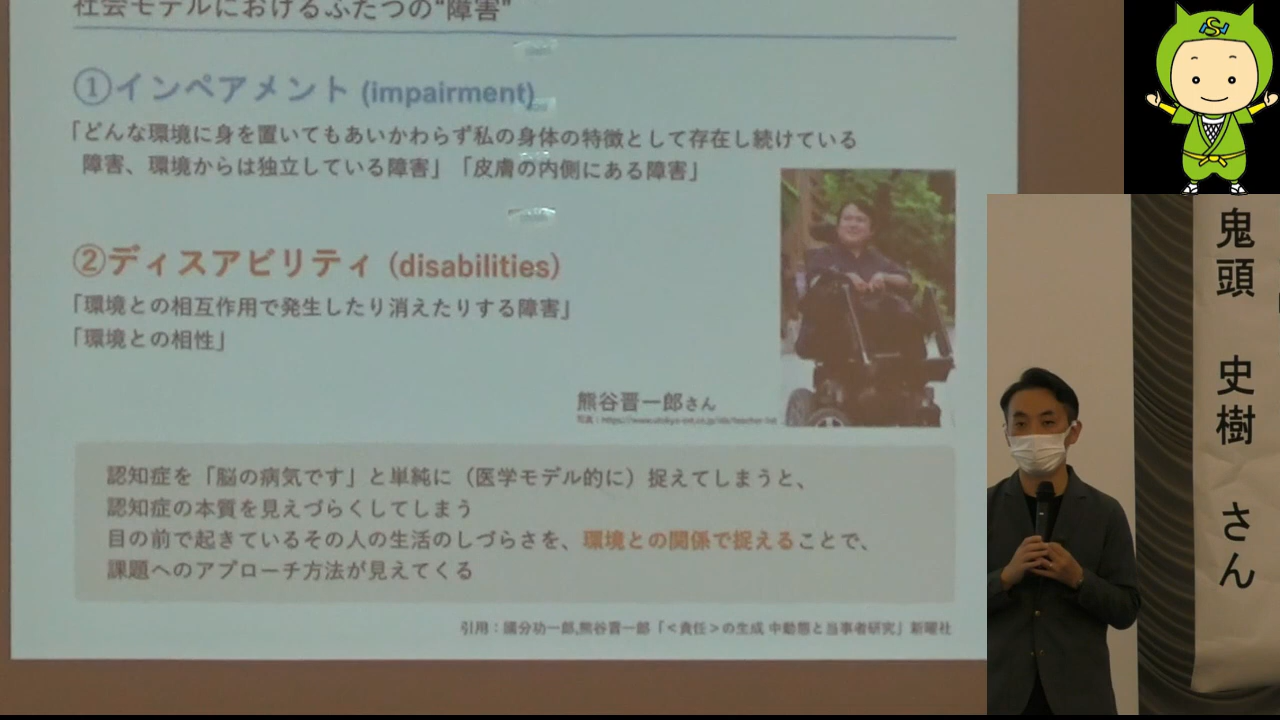 社会モデルにおけるふたつの“障害”
①インペアメント (impairment)
「どんな環境に身を置いてもあいかわらず私の身体の特徴として存在し続けている
障害、環境からは独立している障害」「皮膚の内側にある障害」
②ディスアビリティ (disabilities)
「環境との相互作用で発生したり消えたりする障害」
「環境との相性」
熊谷晋一郎さん
認知症を「脳の病気です」と単純に（医学モデル的に）捉えてしまうと、
認知症の本質を見えづらくしてしまう
目の前で起きているその人の生活のしづらさを、環境との関係で捉えることで、
課題へのアプローチ方法が見えてくる
引用：國分功一郎,熊谷晋一郎「＜責任＞の生成 中動態と当事者研究」新曜社
鬼頭 史樹 さん